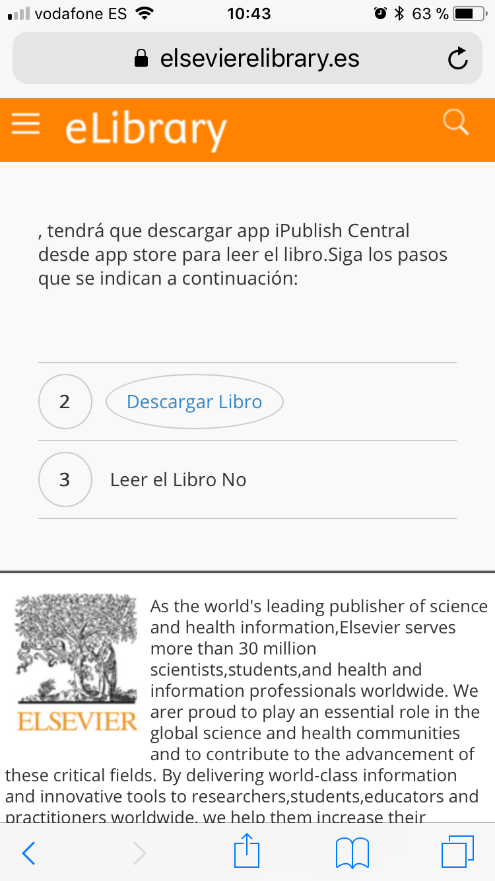 vodafone ES 10:43 63 %
elsevierelibrary.es
eLibrary
, tendrá que descargar app iPublish Central
desde app store para leer el libro.Siga los pasos
que se indican a continuación:
2 Descargar Libro
3 Leer el Libro No
ELSEVIER
As the world's leading publisher of science
and health information,Elsevier serves
more than 30 million
scientists,students,and health and
information professionals worldwide. We
arer proud to play an essential role in the
global science and health communities
and to contribute to the advancement of
these critical fields. By delivering world-class information
and innovative tools to researchers,students,educators and
practitioners worldwide, we help them increase their